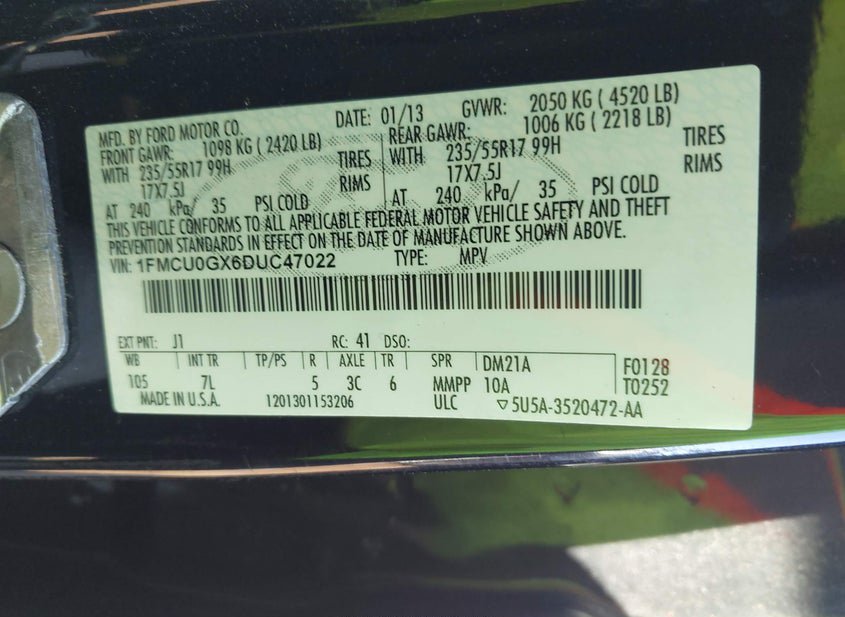 MFD. BY FORD MOTOR CO. DATE: 01/13 GVWR: 2050 KG ( 4520 LB)
FRONT GAWR: 1098 KG ( 2420 LB) REAR GAWR: 1006 KG ( 2218 LB)
WITH 235/55R17 99H TIRES WITH 235/55R17 99H TIRES
17X7.5J RIMS 17X7.5J RIMS
AT 240 kPa/ 35 PSI COLD AT 240 kPa/ 35 PSI COLD
THIS VEHICLE CONFORMS TO ALL APPLICABLE FEDERAL MOTOR VEHICLE SAFETY AND THEFT
PREVENTION STANDARDS IN EFFECT ON THE DATE OF MANUFACTURE SHOWN ABOVE.
VIN: 1FMCU0GX6DUC47022 TYPE: MPV
EXT PNT: J1 RC: 41 DSO:
WB INT TR TP/PS R AXLE TR SPR DM21A F0128
105 7L 5 3C 6 MMPP 10A T0252
MADE IN U.S.A. 1201301153206 ULC ▽5U5A-3520472-AA